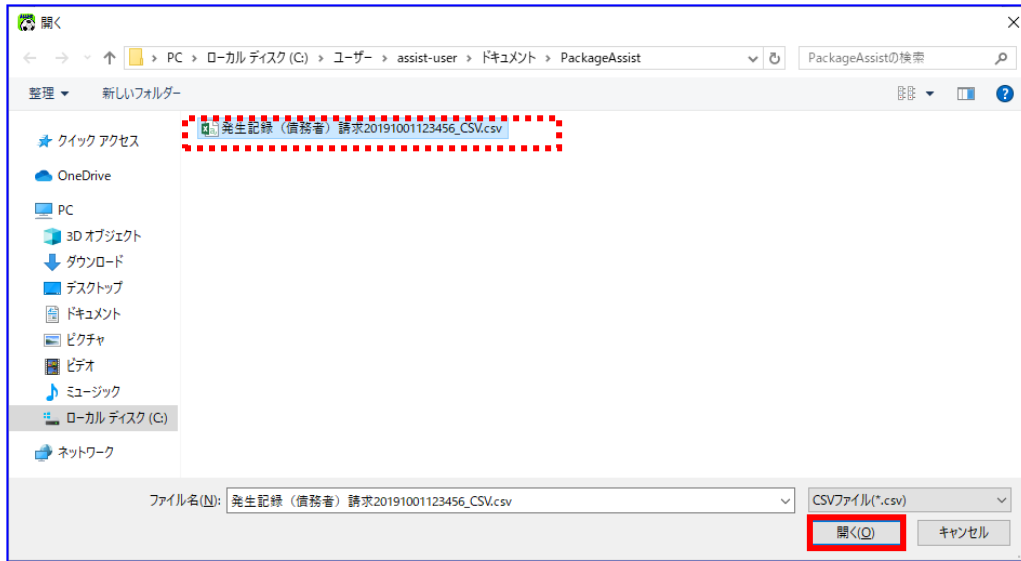 開く
PC > ローカル ディスク (C:) > ユーザー > assist-user > ドキュメント > PackageAssist
PackageAssistの検索
整理 新しいフォルダー
発生記録（債務者）請求20191001123456_CSV.csv
クイック アクセス
OneDrive
PC
3D オブジェクト
ダウンロード
デスクトップ
ドキュメント
ピクチャ
ビデオ
ミュージック
ローカル ディスク (C:)
ネットワーク
ファイル名(N): 発生記録（債務者）請求20191001123456_CSV.csv
CSVファイル(*.csv)
開く(O) キャンセル